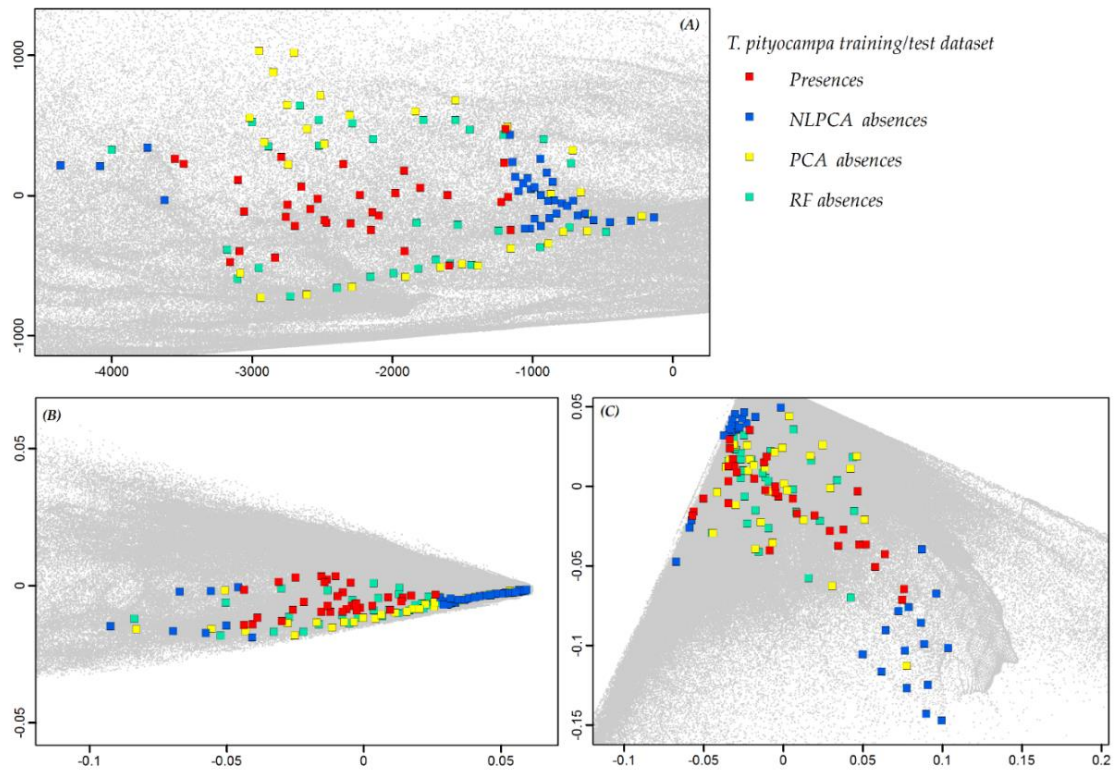 (A)
1000
0
-1000
-4000 -3000 -2000 -1000 0
T. pityocampa training/test dataset
Presences
NLPCA absences
PCA absences
RF absences
(B)
0.05
0
-0.05
-0.1 -0.05 0 0.05
(C)
0.05
0
-0.05
-0.1
-0.15
-0.1 -0.05 0.0 0.05 0.1 0.15 0.2